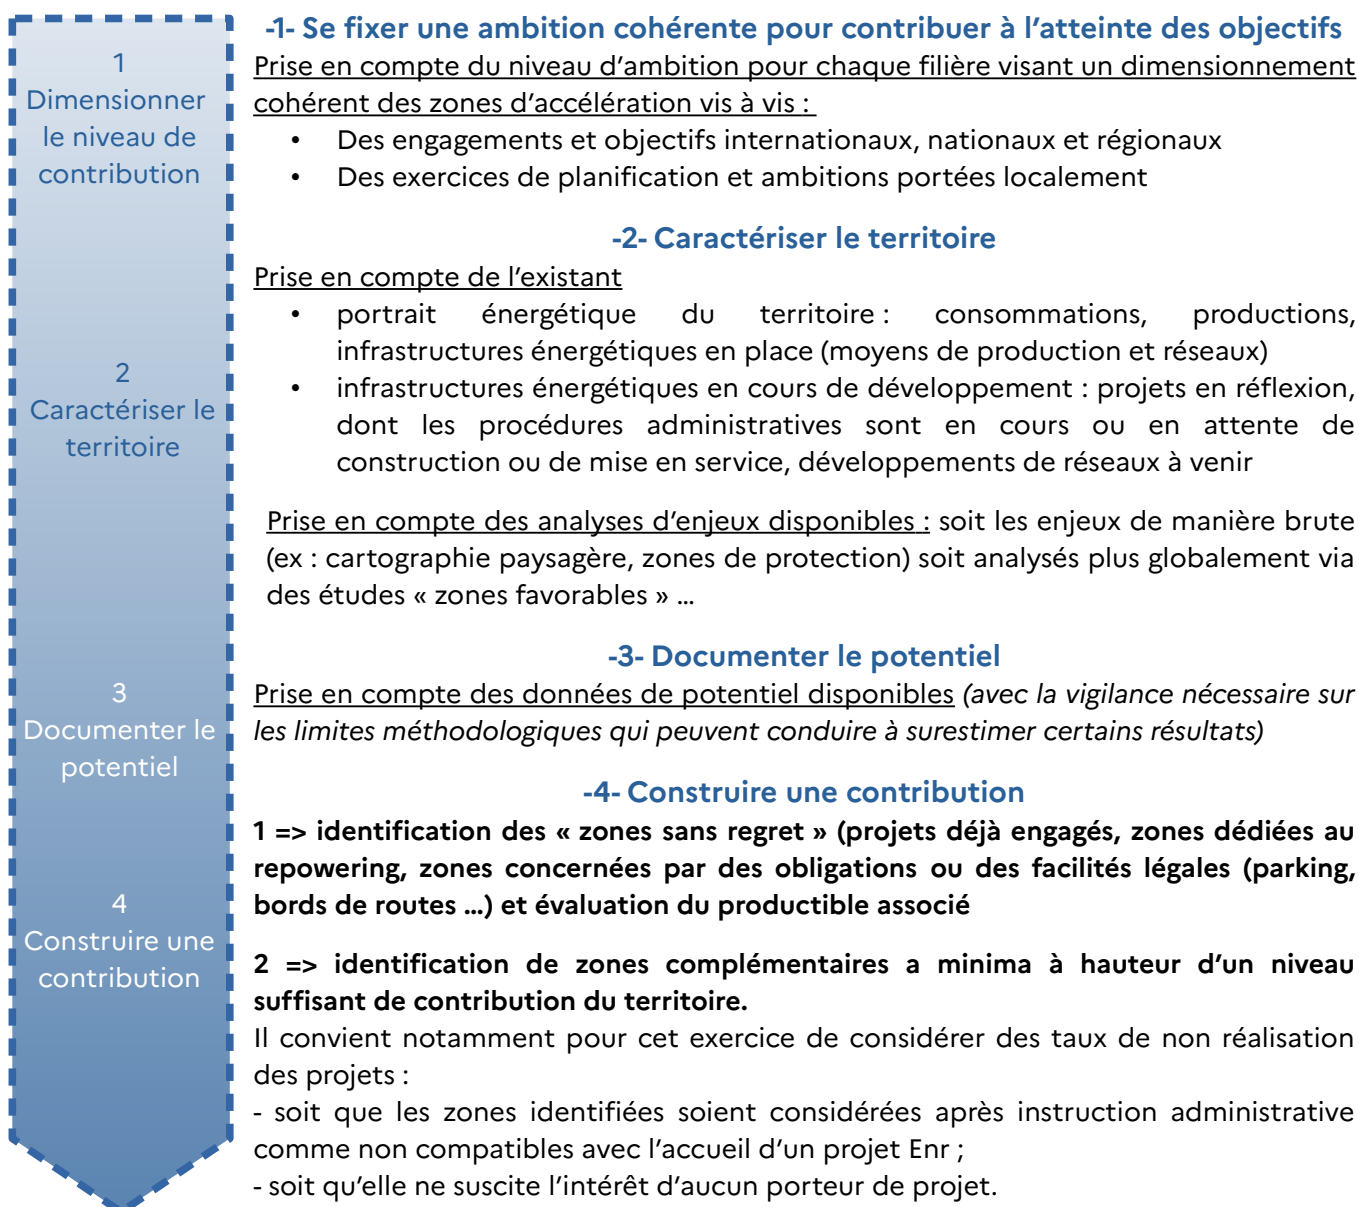 1
Dimensionner
le niveau de
contribution
2
Caractériser le
territoire
3
Documenter le
potentiel
4
Construire une
contribution
-1- Se fixer une ambition cohérente pour contribuer à l’atteinte des objectifs
Prise en compte du niveau d’ambition pour chaque filière visant un dimensionnement
cohérent des zones d’accélération vis à vis :
• Des engagements et objectifs internationaux, nationaux et régionaux
• Des exercices de planification et ambitions portées localement
-2- Caractériser le territoire
Prise en compte de l’existant
• portrait énergétique du territoire : consommations, productions,
infrastructures énergétiques en place (moyens de production et réseaux)
• infrastructures énergétiques en cours de développement : projets en réflexion,
dont les procédures administratives sont en cours ou en attente de
construction ou de mise en service, développements de réseaux à venir
Prise en compte des analyses d’enjeux disponibles : soit les enjeux de manière brute
(ex : cartographie paysagère, zones de protection) soit analysés plus globalement via
des études « zones favorables » …
-3- Documenter le potentiel
Prise en compte des données de potentiel disponibles (avec la vigilance nécessaire sur
les limites méthodologiques qui peuvent conduire à surestimer certains résultats)
-4- Construire une contribution
1 => identification des « zones sans regret » (projets déjà engagés, zones dédiées au
repowering, zones concernées par des obligations ou des facilités légales (parking,
bords de routes …) et évaluation du productible associé
2 => identification de zones complémentaires a minima à hauteur d’un niveau
suffisant de contribution du territoire.
Il convient notamment pour cet exercice de considérer des taux de non réalisation
des projets :
- soit que les zones identifiées soient considérées après instruction administrative
comme non compatibles avec l’accueil d’un projet Enr ;
- soit qu’elle ne suscite l’intérêt d’aucun porteur de projet.